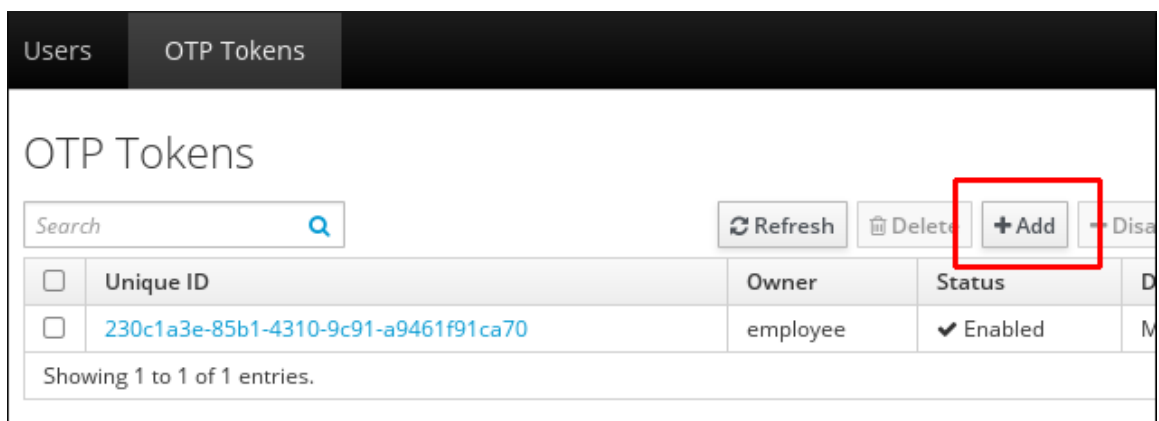 Users OTP Tokens
OTP Tokens
Search Refresh Delete +Add Disa
Unique ID Owner Status D
230c1a3e-85b1-4310-9c91-a9461f91ca70 employee Enabled M
Showing 1 to 1 of 1 entries.